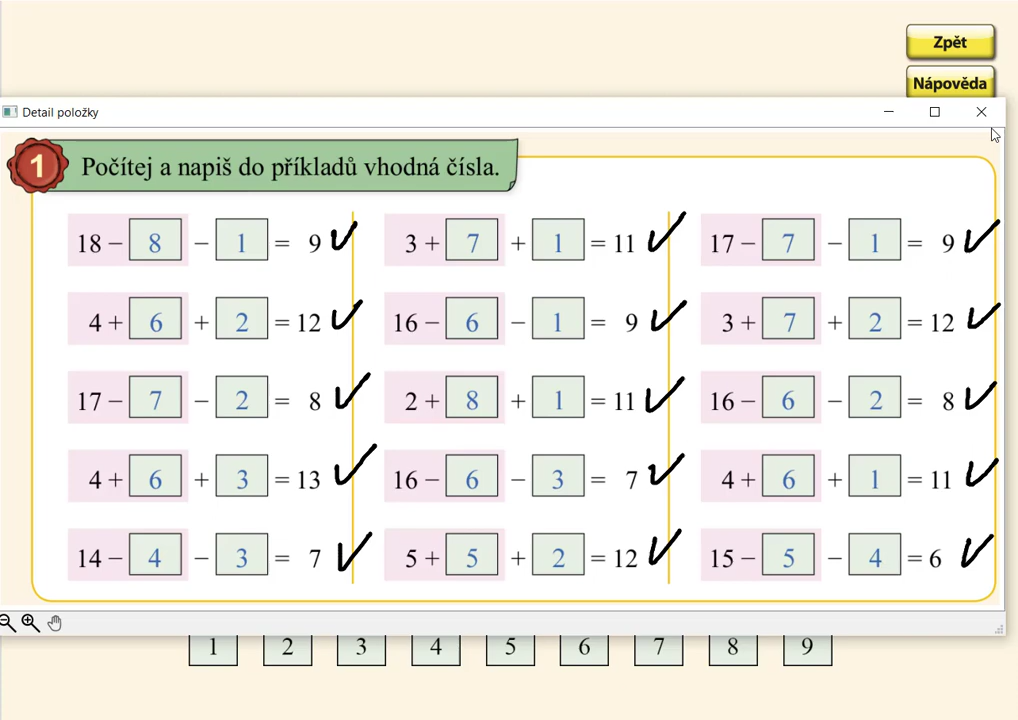 Zpět
Nápověda
Detail položky
1 Počítej a napiš do příkladů vhodná čísla.
18 − 8 − 1 = 9 ✓ 3 + 7 + 1 = 11 ✓ 17 − 7 − 1 = 9 ✓
4 + 6 + 2 = 12 ✓ 16 − 6 − 1 = 9 ✓ 3 + 7 + 2 = 12 ✓
17 − 7 − 2 = 8 ✓ 2 + 8 + 1 = 11 ✓ 16 − 6 − 2 = 8 ✓
4 + 6 + 3 = 13 ✓ 16 − 6 − 3 = 7 ✓ 4 + 6 + 1 = 11 ✓
14 − 4 − 3 = 7 ✓ 5 + 5 + 2 = 12 ✓ 15 − 5 − 4 = 6 ✓
1 2 3 4 5 6 7 8 9